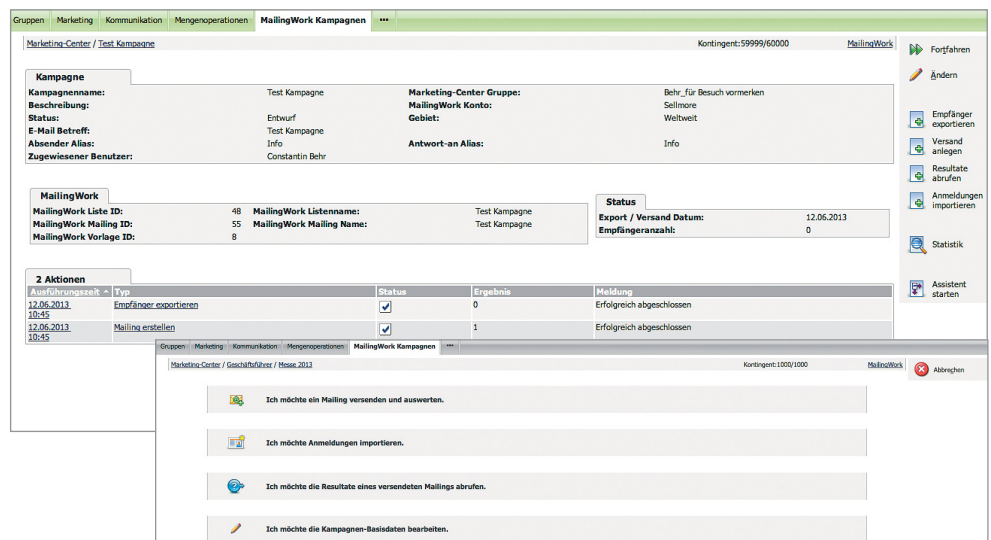 Gruppen Marketing Kommunikation Mengenoperationen MailingWork Kampagnen •••
Marketing-Center / Test Kampagne Kontingent:59999/60000 MailingWork
Fortfahren
Ändern
Empfänger exportieren
Versand anlegen
Resultate abrufen
Anmeldungen importieren
Statistik
Assistent starten
Kampagne
Kampagnenname: Test Kampagne Marketing-Center Gruppe: Behr_für Besuch vormerken
Beschreibung: MailingWork Konto: Sellmore
Status: Entwurf Gebiet: Weltweit
E-Mail Betreff: Test Kampagne
Absender Alias: Info Antwort-an Alias: Info
Zugewiesener Benutzer: Constantin Behr
MailingWork
MailingWork Liste ID: 48 MailingWork Listenname: Test Kampagne
MailingWork Mailing ID: 55 MailingWork Mailing Name: Test Kampagne
MailingWork Vorlage ID: 8
Status
Export / Versand Datum: 12.06.2013
Empfängeranzahl: 0
2 Aktionen
Ausführungszeit Typ Status Ergebnis Meldung
12.06.2013 Empfänger exportieren 0 Erfolgreich abgeschlossen
10:45
12.06.2013 Mailing erstellen 1 Erfolgreich abgeschlossen
10:45
Gruppen Marketing Kommunikation Mengenoperationen MailingWork Kampagnen •••
Marketing-Center / Geschäftsführer / Messe 2013 Kontingent:1000/1000 MailingWork
Abbrechen
Ich möchte ein Mailing versenden und auswerten.
Ich möchte Anmeldungen importieren.
Ich möchte die Resultate eines versendeten Mailings abrufen.
Ich möchte die Kampagnen-Basisdaten bearbeiten.